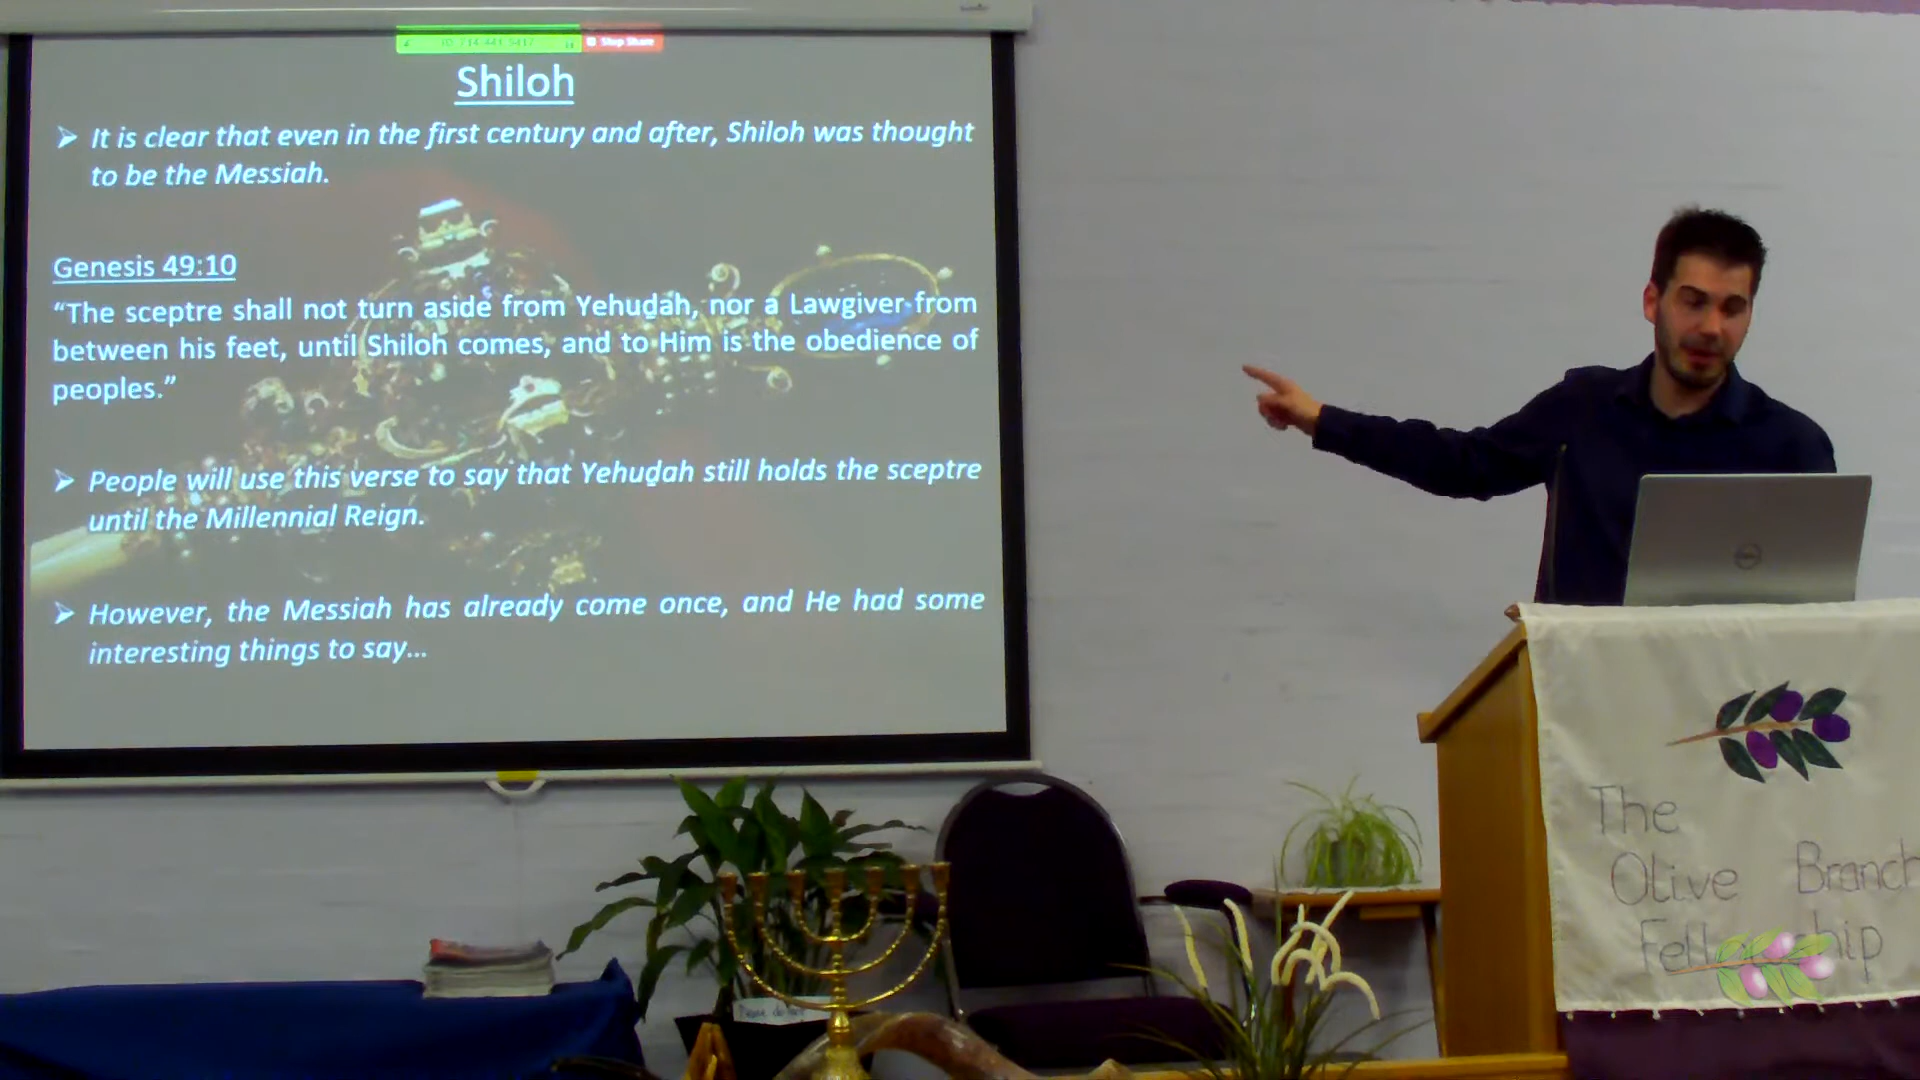 Stop Share
Shiloh
➤ It is clear that even in the first century and after, Shiloh was thought
to be the Messiah.
Genesis 49:10
“The sceptre shall not turn aside from Yehuḏah, nor a Lawgiver from
between his feet, until Shiloh comes, and to Him is the obedience of
peoples.”
➤ People will use this verse to say that Yehuḏah still holds the sceptre
until the Millennial Reign.
➤ However, the Messiah has already come once, and He had some
interesting things to say...
DELL
The
Olive Branch
Fellowship